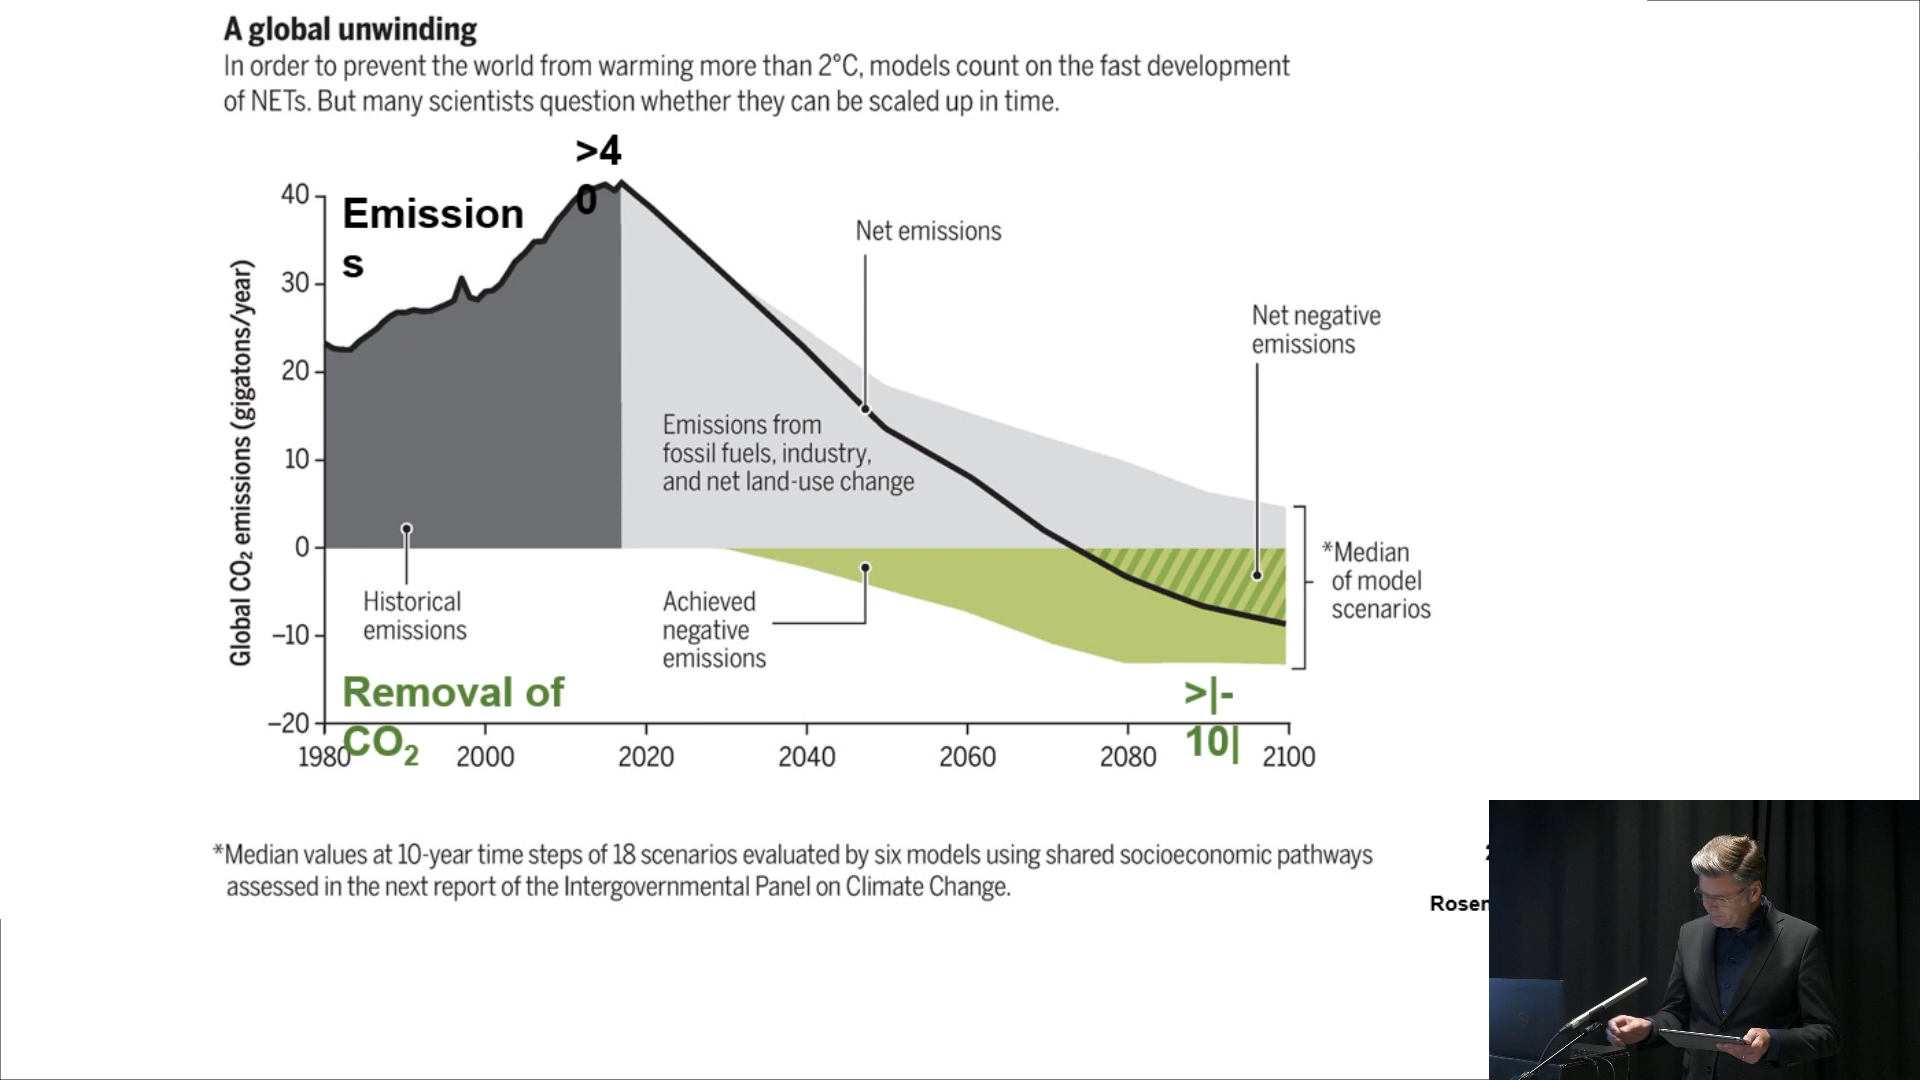 A global unwinding
In order to prevent the world from warming more than 2°C, models count on the fast development
of NETs. But many scientists question whether they can be scaled up in time.
>4
0
Emission
s
Global CO₂ emissions (gigatons/year)
40
30
20
10
0
–10
–20
Net emissions
Net negative
emissions
Emissions from
fossil fuels, industry,
and net land-use change
Historical
emissions
Achieved
negative
emissions
*Median
of model
scenarios
Removal of
CO₂
>|-
10|
1980
2000
2020
2040
2060
2080
2100
*Median values at 10-year time steps of 18 scenarios evaluated by six models using shared socioeconomic pathways
assessed in the next report of the Intergovernmental Panel on Climate Change.